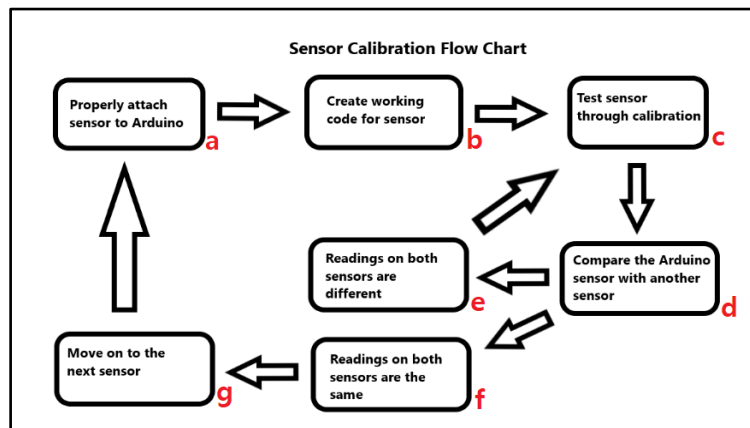 Sensor Calibration Flow Chart
Properly attach
sensor to Arduino
a
Create working
code for sensor
b
Test sensor
through calibration
c
Compare the Arduino
sensor with another
sensor
d
Readings on both
sensors are
different
e
Readings on both
sensors are the
same
f
Move on to the
next sensor
g